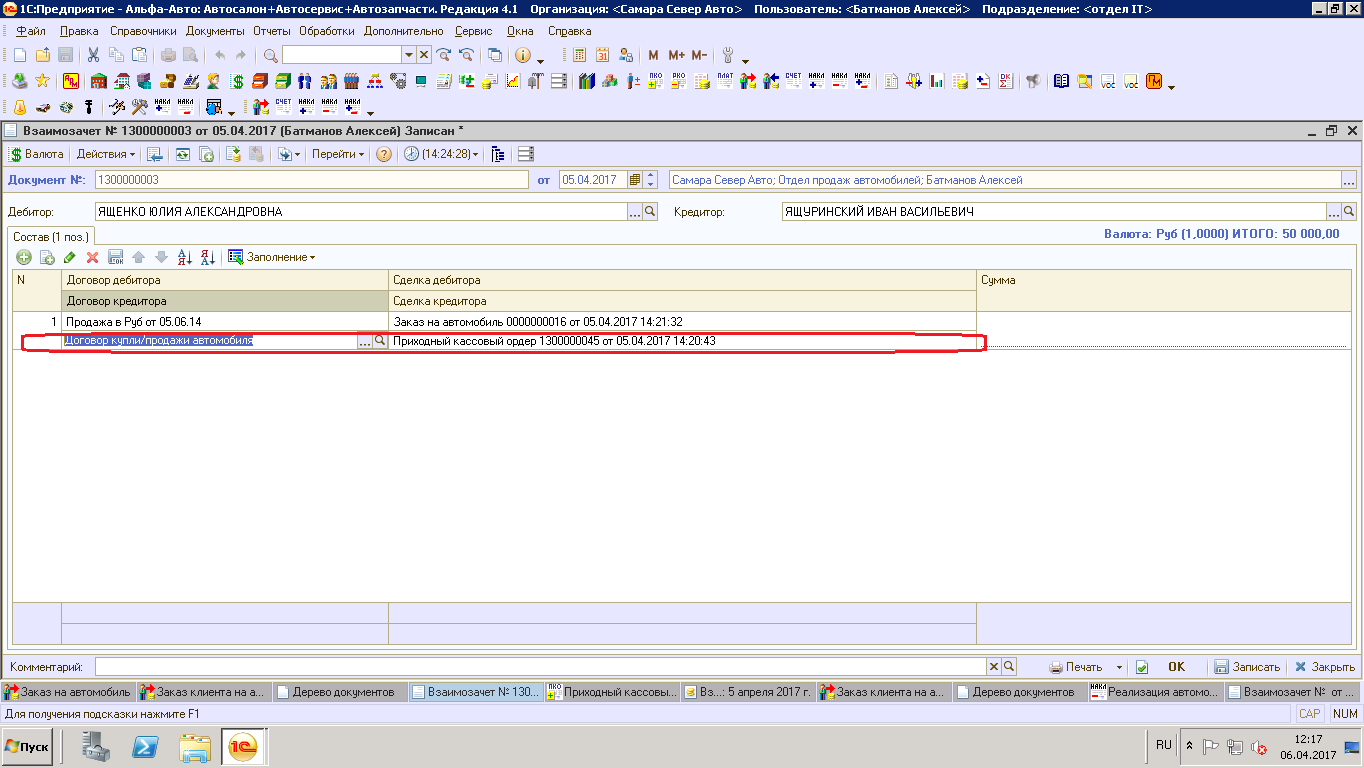 1С:Предприятие - Альфа-Авто: Автосалон+Автосервис+Автозапчасти. Редакция 4.1 Организация: <Самара Север Авто> Пользователь: <Батманов Алексей> Подразделение: <отдел IT>
Файл Правка Справочники Документы Отчеты Обработки Дополнительно Сервис Окна Справка
M M+ M-
ПКО РКО ПЛАТ СЧЕТ НАКЛ НАКЛ НАКЛ VOC VOC
НАКЛ НАКЛ СЧЕТ НАКЛ НАКЛ НАКЛ
Взаимозачет № 1300000003 от 05.04.2017 (Батманов Алексей) Записан *
Валюта Действия Перейти (14:24:28)
Документ №: 1300000003 от 05.04.2017 Самара Север Авто; Отдел продаж автомобилей; Батманов Алексей ...
Дебитор: ЯЩЕНКО ЮЛИЯ АЛЕКСАНДРОВНА ... Кредитор: ЯЩУРИНСКИЙ ИВАН ВАСИЛЬЕВИЧ ...
Состав (1 поз.) Валюта: Руб (1,0000) ИТОГО: 50 000,00
Заполнение
N Договор дебитора Сделка дебитора Сумма
Договор кредитора Сделка кредитора
1 Продажа в Руб от 05.06.14 Заказ на автомобиль 0000000016 от 05.04.2017 14:21:32
Договор купли/продажи автомобиля ... Приходный кассовый ордер 1300000045 от 05.04.2017 14:20:43
Комментарий: Печать OK Записать Закрыть
Заказ на автомобиль Заказ клиента на а... Дерево документов Взаимозачет № 130... Приходный кассовы... Вз...: 5 апреля 2017 г. Заказ клиента на а... Дерево документов Реализация автомо... Взаимозачет № от ...
Для получения подсказки нажмите F1 CAP NUM
Пуск 1С RU 12:17
06.04.2017